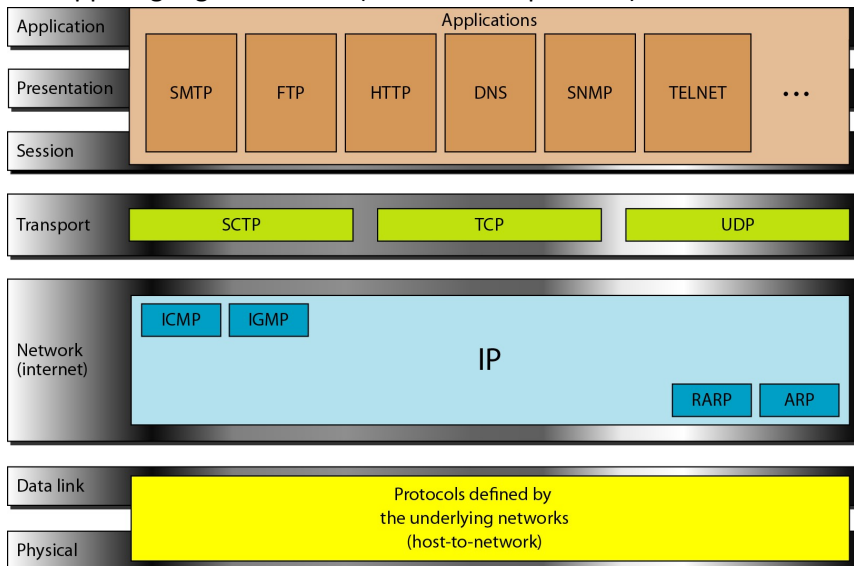 Application
Applications
Presentation
SMTP
FTP
HTTP
DNS
SNMP
TELNET
...
Session
Transport
SCTP
TCP
UDP
Network
(internet)
ICMP
IGMP
IP
RARP
ARP
Data link
Protocols defined by
the underlying networks
(host-to-network)
Physical